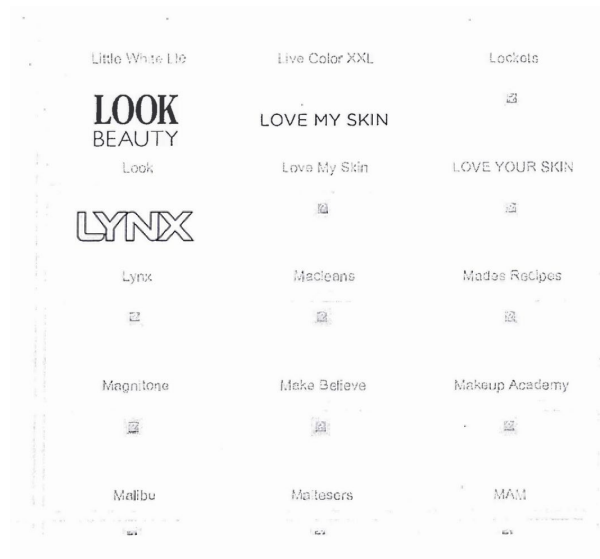 Little White Lie
Live Color XXL
Lockets
LOOK
BEAUTY
LOVE MY SKIN
Look
Love My Skin
LOVE YOUR SKIN
LYNX
Lynx
Macleans
Mades Recipes
Magnitone
Make Believe
Makeup Academy
Malibu
Maltesers
MAM